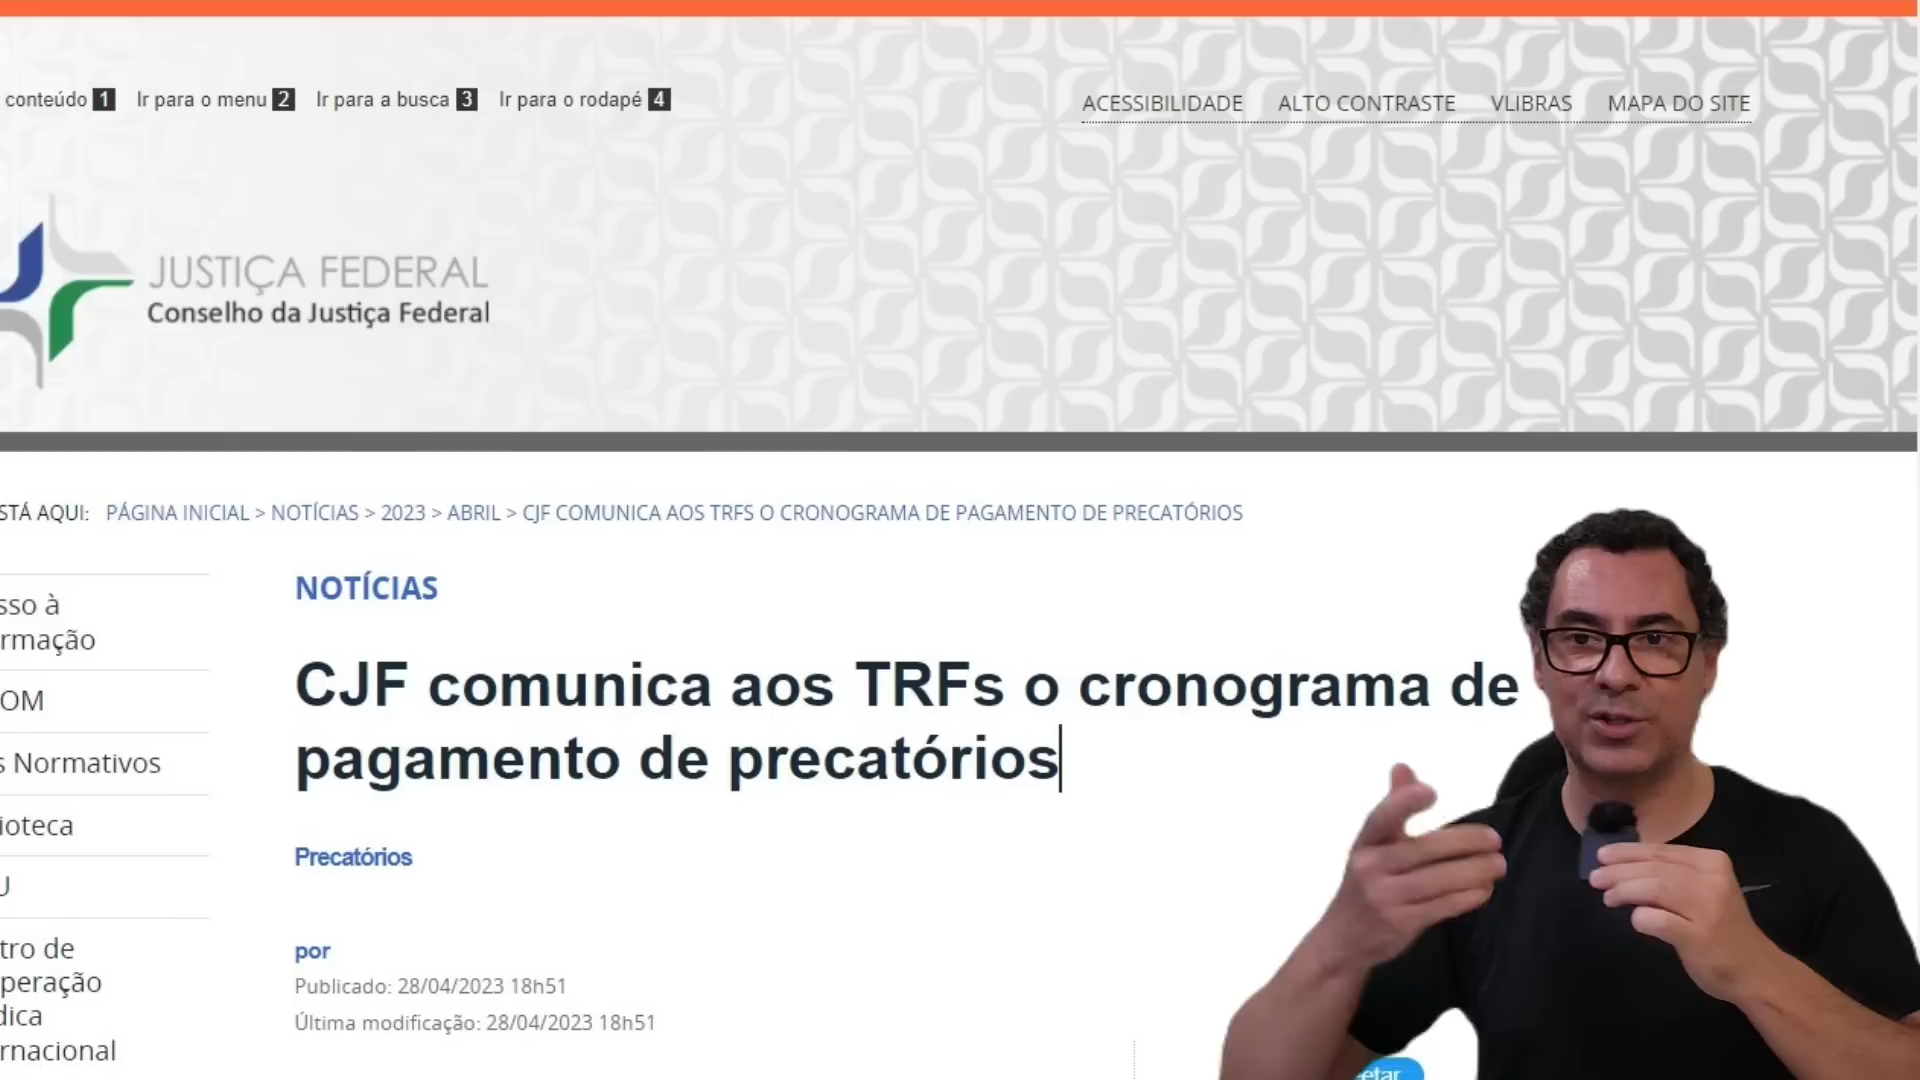 conteúdo 1 Ir para o menu 2 Ir para a busca 3 Ir para o rodapé 4
ACESSIBILIDADE ALTO CONTRASTE VLIBRAS MAPA DO SITE
JUSTIÇA FEDERAL
Conselho da Justiça Federal
STÁ AQUI: PÁGINA INICIAL > NOTÍCIAS > 2023 > ABRIL > CJF COMUNICA AOS TRFS O CRONOGRAMA DE PAGAMENTO DE PRECATÓRIOS
sso à
rmação
OM
s Normativos
ioteca
U
tro de
peração
dica
rnacional
NOTÍCIAS
CJF comunica aos TRFs o cronograma de
pagamento de precatórios
Precatórios
por
Publicado: 28/04/2023 18h51
Última modificação: 28/04/2023 18h51
etar